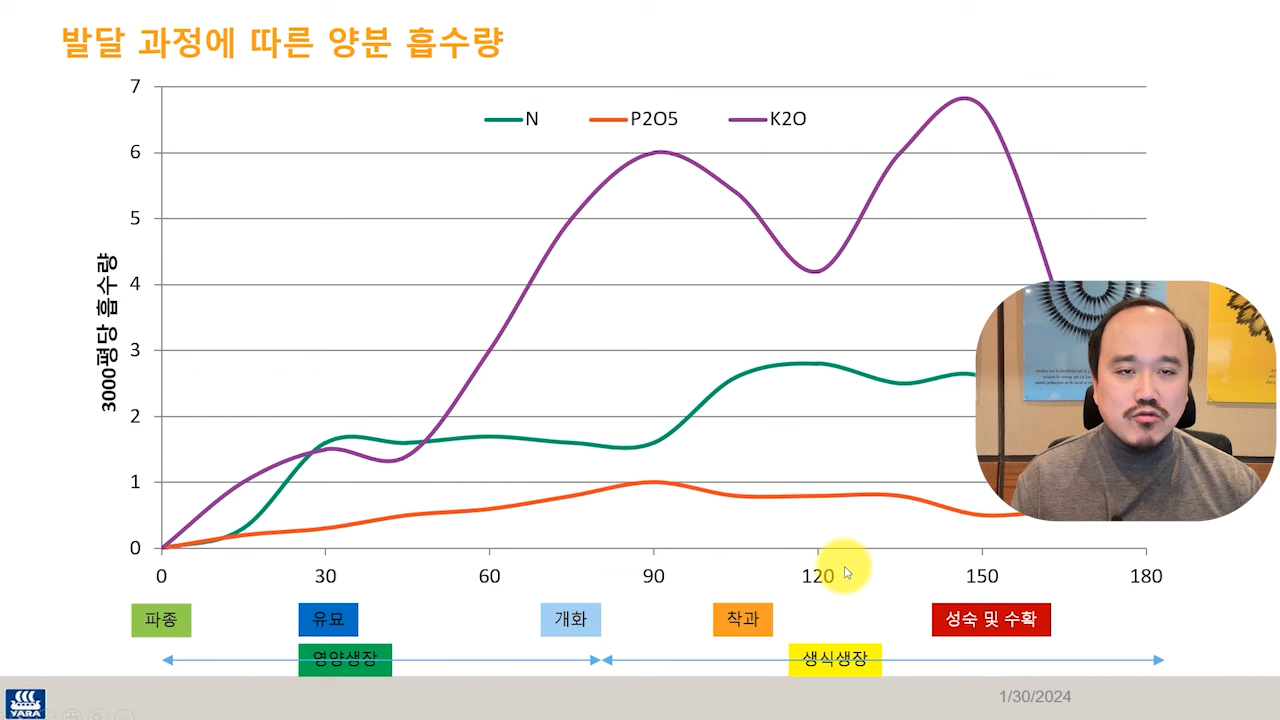 발달 과정에 따른 양분 흡수량
7
N
P2O5
K2O
6
5
4
3
2
1
0
3000평당 흡수량
0
30
60
90
120
150
180
파종
유묘
개화
착과
성숙 및 수확
영양생장
생식생장
1/30/2024
YARA